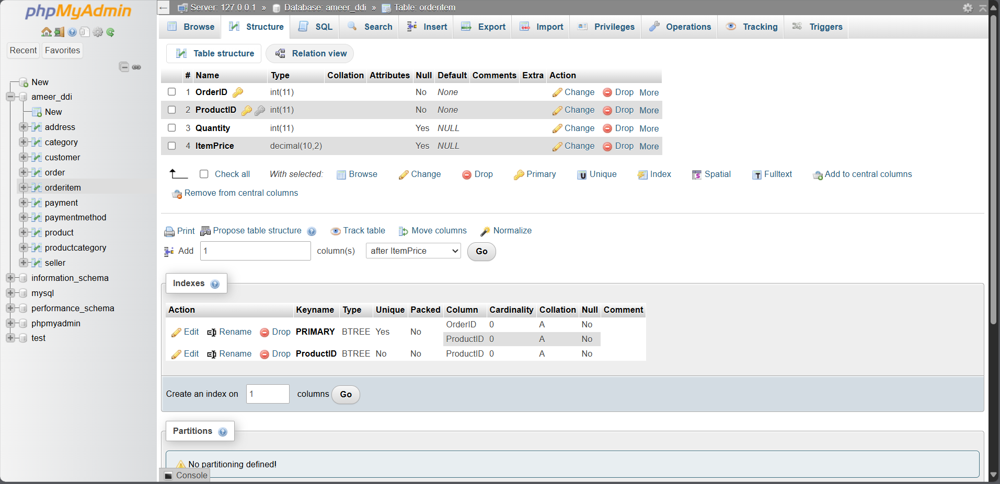 phpMyAdmin
Recent Favorites
New
ameer_ddi
New
address
category
customer
order
orderitem
payment
paymentmethod
product
productcategory
seller
information_schema
mysql
performance_schema
phpmyadmin
test
← Server: 127.0.0.1 » Database: ameer_ddi » Table: orderitem
Browse Structure SQL Search Insert Export Import Privileges Operations Tracking Triggers
Table structure Relation view
# Name Type Collation Attributes Null Default Comments Extra Action
1 OrderID int(11) No None Change Drop More
2 ProductID int(11) No None Change Drop More
3 Quantity int(11) Yes NULL Change Drop More
4 ItemPrice decimal(10,2) Yes NULL Change Drop More
Check all With selected: Browse Change Drop Primary Unique Index Spatial Fulltext Add to central columns
Remove from central columns
Print Propose table structure Track table Move columns Normalize
Add 1 column(s) after ItemPrice Go
Indexes
Action Keyname Type Unique Packed Column Cardinality Collation Null Comment
Edit Rename Drop PRIMARY BTREE Yes No OrderID 0 A No
ProductID 0 A No
Edit Rename Drop ProductID BTREE No No ProductID 0 A No
Create an index on 1 columns Go
Partitions
No partitioning defined!
Console